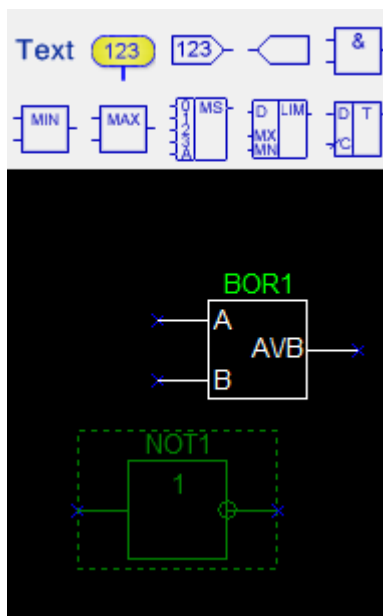 Text 123 123 &
MIN MAX 0 1 2 3 A MS D MX MN LIM D C T
BOR1
A
AVB
B
NOT1
1